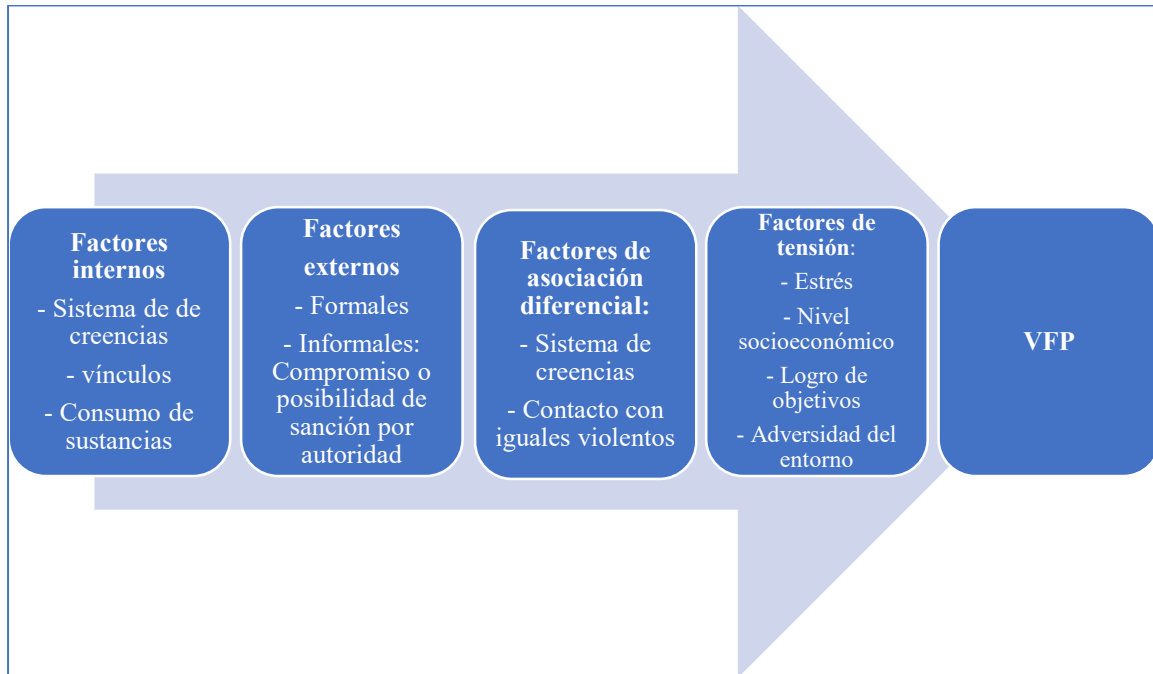 Factores
internos
- Sistema de de
creencias
- vínculos
- Consumo de
sustancias
Factores
externos
- Formales
- Informales:
Compromiso o
posibilidad de
sanción por
autoridad
Factores de
asociación
diferencial:
- Sistema de
creencias
- Contacto con
iguales violentos
Factores de
tensión:
- Estrés
- Nivel
socioeconómico
- Logro de
objetivos
- Adversidad del
entorno
VFP